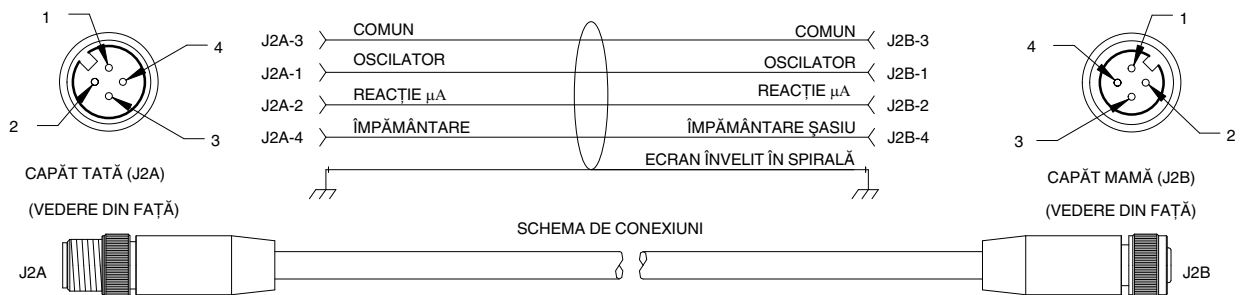 1
4
2
3
CAPĂT TATĂ (J2A)
(VEDERE DIN FAȚĂ)
J2A-3 COMUN COMUN J2B-3
J2A-1 OSCILATOR OSCILATOR J2B-1
J2A-2 REACȚIE µA REACȚIE µA J2B-2
J2A-4 ÎMPĂMÂNTARE ÎMPĂMÂNTARE ŞASIU J2B-4
ECRAN ÎNVELIT ÎN SPIRALĂ
1
4
3
2
CAPĂT MAMĂ (J2B)
(VEDERE DIN FAȚĂ)
SCHEMA DE CONEXIUNI
J2A
J2B